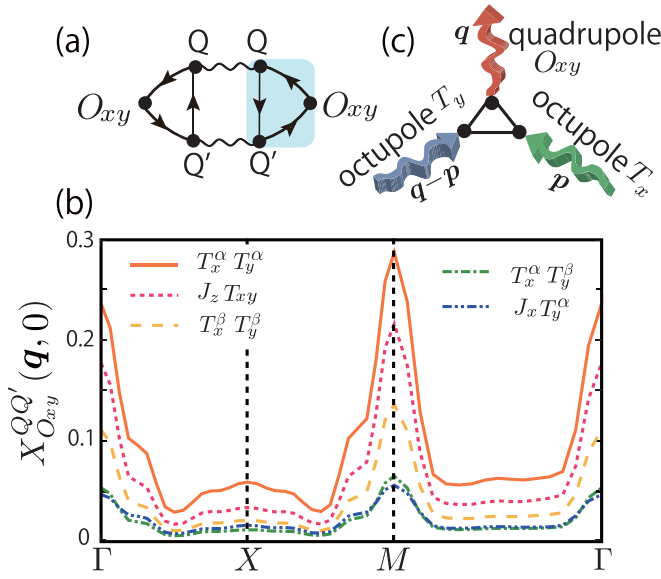 (a)
Q Q
O_{xy} O_{xy}
Q' Q'
(c)
q quadrupole
O_{xy}
octupole T_y
octupole T_x
q-p
p
(b)
X^{QQ'}_{O_{xy}}(q, 0)
0.3
0.2
0.1
0
T_x^α T_y^α
J_z T_{xy}
T_x^β T_y^β
T_x^α T_y^β
J_x T_y^α
Γ X M Γ